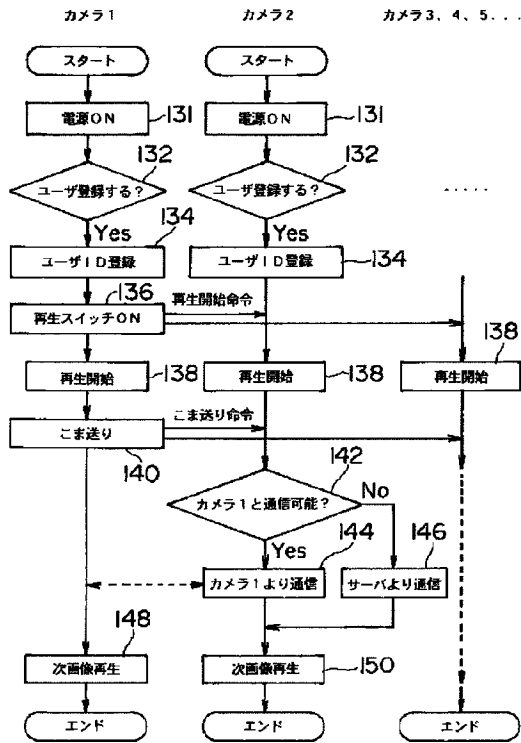 カメラ1 カメラ2 カメラ3、4、5...
スタート スタート
電源ON 131 電源ON 131
132 132
ユーザ登録する? ユーザ登録する? .....
Yes 134 Yes
ユーザID登録 ユーザID登録 134
136 再生開始命令
再生スイッチON 138
再生開始 138 再生開始 138 再生開始
こま送り命令
こま送り
140 142
カメラ1と通信可能? No
Yes 144 146
カメラ1より通信 サーバより通信
148
次画像再生 次画像再生 150
エンド エンド エンド